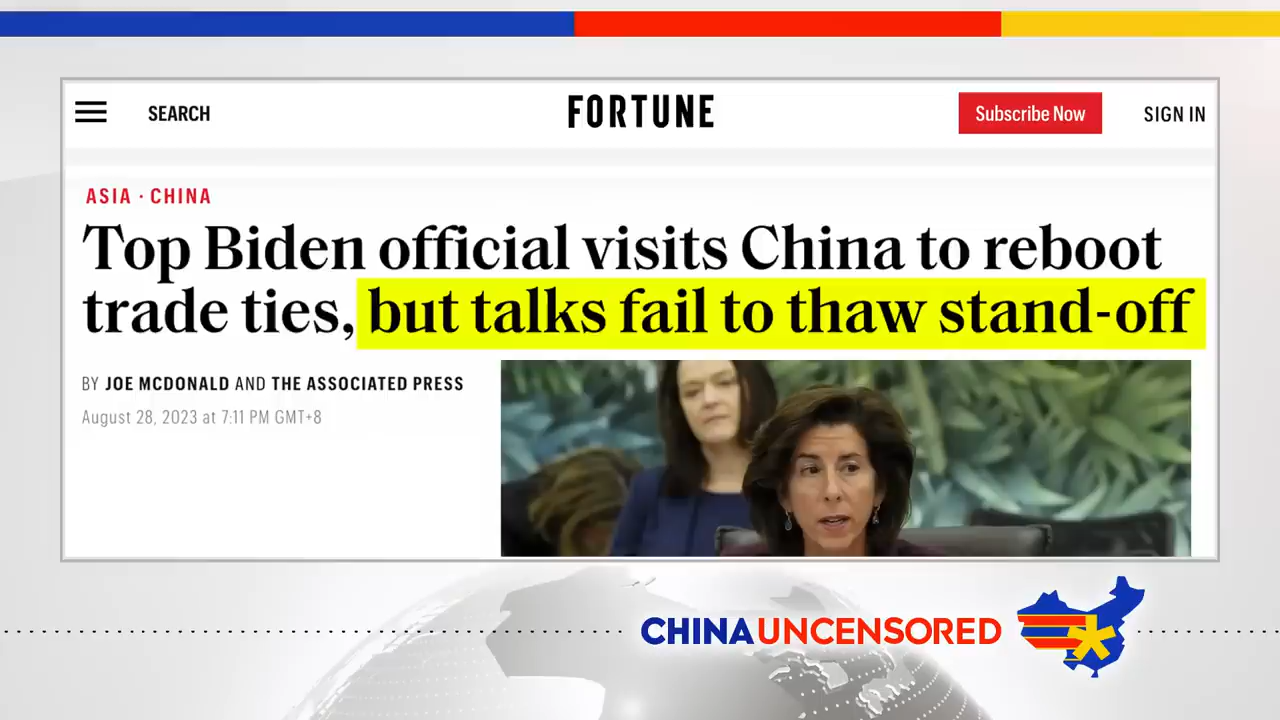 SEARCH
FORTUNE
Subscribe Now
SIGN IN
ASIA · CHINA
Top Biden official visits China to reboot
trade ties, but talks fail to thaw stand-off
BY JOE MCDONALD AND THE ASSOCIATED PRESS
August 28, 2023 at 7:11 PM GMT+8
CHINAUNCENSORED